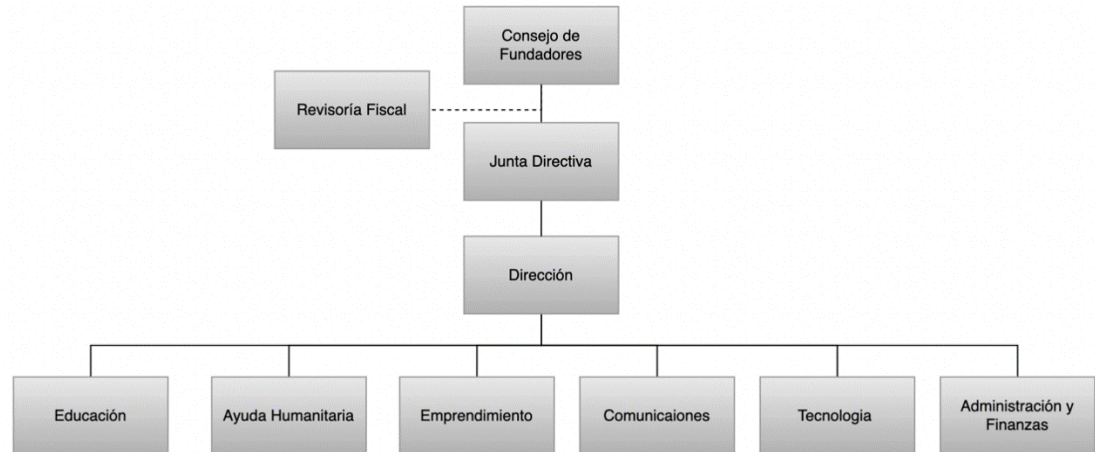 Consejo de
Fundadores
Revisoría Fiscal
Junta Directiva
Dirección
Educación
Ayuda Humanitaria
Emprendimiento
Comunicaiones
Tecnologia
Administración y
Finanzas